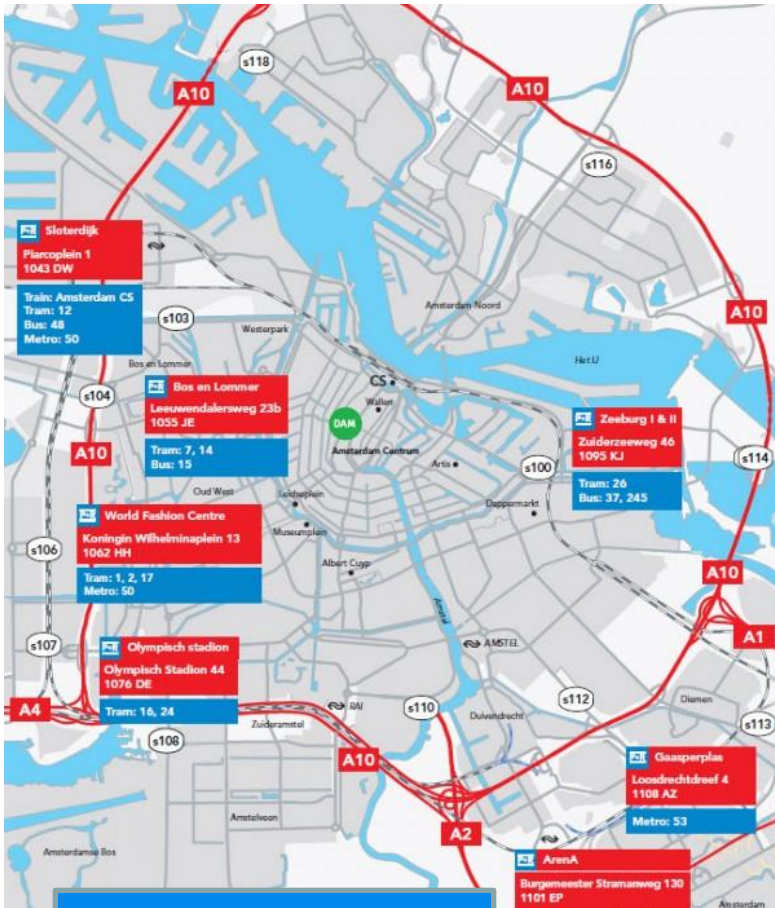 s118
A10
A10
s116
Sloterdijk
Piarcoplein 1
1043 DW
Train: Amsterdam CS
Tram: 12
Bus: 48
Metro: 50
s103
Westerpark
Amsterdam Noord
A10
Het IJ
Bos en Lommer
s104
CS
Wallen
Bos en Lommer
Leeuwendalersweg 23b
1055 JE
Tram: 7, 14
Bus: 15
DAM
Amsterdam Centrum
Zeeburg I & II
Zuiderzeeweg 46
1095 KJ
Tram: 26
Bus: 37, 245
A10
Artis
s100
s114
Oud West
Leidseplein
Museumplein
Dappermarkt
World Fashion Centre
Koningin Wilhelminaplein 13
1062 HH
Tram: 1, 2, 17
Metro: 50
s106
Albert Cuyp
A10
Amstel
A1
s107
Olympisch stadion
Olympisch Stadion 44
1076 DE
Tram: 16, 24
AMSTEL
A4
RAI
s110
s112
Diemen
s108
Zuideramstel
Duivendrecht
s113
A10
Gaasperplas
Loosdrechtdreef 4
1108 AZ
Metro: 53
Amstelveen
A2
Amsterdamse Bos
ArenA
Burgemeester Stramanweg 130
1101 EP
Amsterdam